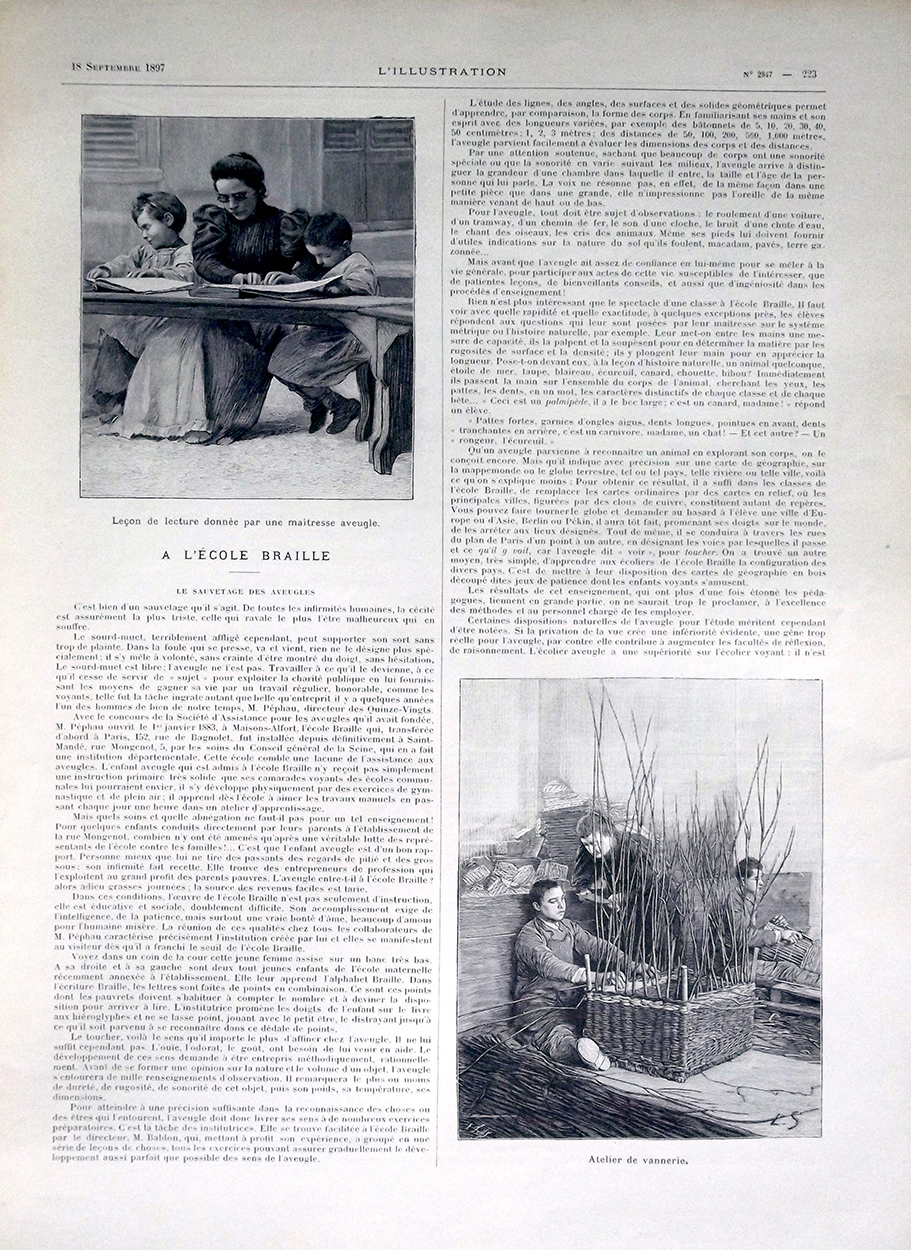 18 SEPTEMBRE 1897
L'ILLUSTRATION
N° 2847 — 223
Leçon de lecture donnée par une maîtresse aveugle.
A L'ÉCOLE BRAILLE
LE SAUVETAGE DES AVEUGLES
C'est bien d'un sauvetage qu'il s'agit. De toutes les infirmités humaines, la cécité
est assurément la plus triste, celle qui ravale le plus l'être malheureux qui en
souffre.
Le sourd-muet, terriblement affligé cependant, peut supporter son sort sans
trop de plainte. Dans la foule qui se presse, va et vient, rien ne le désigne plus spé-
cialement; il s'y mêle à volonté, sans crainte d'être montré du doigt, sans hésitation.
Le sourd-muet est libre; l'aveugle ne l'est pas. Travailler à ce qu'il le devienne, à ce
qu'il cesse de servir de « sujet » pour exploiter la charité publique en lui fournis-
sant les moyens de gagner sa vie par un travail régulier, honorable, comme les
voyants, telle fut la tâche ingrate autant que belle qu'entreprit il y a quelques années
l'un des hommes de bien de notre temps, M. Péphau, directeur des Quinze-Vingts.
Avec le concours de la Société d'Assistance pour les aveugles qu'il avait fondée,
M. Péphau ouvrit le 1er janvier 1883, à Maisons-Alfort, l'école Braille qui, transférée
d'abord à Paris, 152, rue de Bagnolet, fut installée depuis définitivement à Saint-
Mandé, rue Mongenot, 5, par les soins du Conseil général de la Seine, qui en a fait
une institution départementale. Cette école comble une lacune de l'assistance aux
aveugles. L'enfant aveugle qui est admis à l'école Braille n'y reçoit pas simplement
une instruction primaire très solide que ses camarades voyants des écoles commu-
nales lui pourraient envier, il s'y développe physiquement par des exercices de gym-
nastique et de plein air; il apprend dès l'école à aimer les travaux manuels en pas-
sant chaque jour une heure dans un atelier d'apprentissage.
Mais quels soins et quelle abnégation ne faut-il pas pour un tel enseignement!
Pour quelques enfants conduits directement par leurs parents à l'établissement de
la rue Mongenot, combien n'y ont été amenés qu'après une véritable lutte des repré-
sentants de l'école contre les familles!... C'est que l'enfant aveugle est d'un bon rap-
port. Personne mieux que lui ne tire des passants des regards de pitié et des gros
sous; son infirmité fait recette. Elle trouve des entrepreneurs de profession qui
l'exploitent au grand profit des parents pauvres. L'aveugle entre-t-il à l'école Braille?
alors adieu grasses journées; la source des revenus faciles est tarie.
Dans ces conditions, l'œuvre de l'école Braille n'est pas seulement d'instruction,
elle est éducative et sociale, doublement difficile. Son accomplissement exige de
l'intelligence, de la patience, mais surtout une vraie bonté d'âme, beaucoup d'amour
pour l'humaine misère. La réunion de ces qualités chez tous les collaborateurs de
M. Péphau caractérise précisément l'institution créée par lui et elles se manifestent
au visiteur dès qu'il a franchi le seuil de l'école Braille.
Voyez dans un coin de la cour cette jeune femme assise sur un banc très bas.
A sa droite et à sa gauche sont deux tout jeunes enfants de l'école maternelle
récemment annexée à l'établissement. Elle leur apprend l'alphabet Braille. Dans
l'écriture Braille, les lettres sont faites de points en combinaison. Ce sont ces points
dont les pauvrets doivent s'habituer à compter le nombre et à deviner la dispo-
sition pour arriver à lire. L'institutrice promène les doigts de l'enfant sur le livre
aux hiéroglyphes et ne se lasse point, jouant avec le petit être, le distrayant jusqu'à
ce qu'il soit parvenu à se reconnaître dans ce dédale de points.
Le toucher, voilà le sens qu'il importe le plus d'affiner chez l'aveugle. Il ne lui
suffit cependant pas. L'ouïe, l'odorat, le goût, ont besoin de lui venir en aide. Le
développement de ces sens demande à être entrepris méthodiquement, rationnelle-
ment. Avant de se former une opinion sur la nature et le volume d'un objet, l'aveugle
s'entourera de mille renseignements d'observation. Il remarquera le plus ou moins
de dureté, de rugosité, de sonorité de cet objet, puis son poids, sa température, ses
dimensions.
Pour atteindre à une précision suffisante dans la reconnaissance des choses ou
des êtres qui l'entourent, l'aveugle doit donc livrer ses sens à de nombreux exercices
préparatoires. C'est la tâche des institutrices. Elle se trouve facilitée à l'école Braille
par le directeur, M. Baldon, qui, mettant à profit son expérience, a groupé en une
série de leçons de choses, tous les exercices pouvant assurer graduellement le déve-
loppement aussi parfait que possible des sens de l'aveugle.
L'étude des lignes, des angles, des surfaces et des solides géométriques permet
d'apprendre, par comparaison, la forme des corps. En familiarisant ses mains et son
esprit avec des longueurs variées, par exemple des bâtonnets de 5, 10, 20, 30, 40,
50 centimètres; 1, 2, 3 mètres; des distances de 50, 100, 200, 500, 1,000 mètres,
l'aveugle parvient facilement à évaluer les dimensions des corps et des distances.
Par une attention soutenue, sachant que beaucoup de corps ont une sonorité
spéciale ou que la sonorité en varie suivant les milieux, l'aveugle arrive à distin-
guer la grandeur d'une chambre dans laquelle il entre, la taille et l'âge de la per-
sonne qui lui parle. La voix ne résonne pas, en effet, de la même façon dans une
petite pièce que dans une grande, elle n'impressionne pas l'oreille de la même
manière venant de haut ou de bas.
Pour l'aveugle, tout doit être sujet d'observations : le roulement d'une voiture,
d'un tramway, d'un chemin de fer, le son d'une cloche, le bruit d'une chute d'eau,
le chant des oiseaux, les cris des animaux. Même ses pieds lui doivent fournir
d'utiles indications sur la nature du sol qu'ils foulent, macadam, pavés, terre ga-
zonnée...
Mais avant que l'aveugle ait assez de confiance en lui-même pour se mêler à la
vie générale, pour participer aux actes de cette vie susceptibles de l'intéresser, que
de patientes leçons, de bienveillants conseils, et aussi que d'ingéniosité dans les
procédés d'enseignement!
Rien n'est plus intéressant que le spectacle d'une classe à l'école Braille. Il faut
voir avec quelle rapidité et quelle exactitude, à quelques exceptions près, les élèves
répondent aux questions qui leur sont posées par leur maîtresse sur le système
métrique ou l'histoire naturelle, par exemple. Leur met-on entre les mains une me-
sure de capacité, ils la palpent et la soupèsent pour en déterminer la matière par les
rugosités de surface et la densité; ils y plongent leur main pour en apprécier la
longueur. Pose-t-on devant eux, à la leçon d'histoire naturelle, un animal quelconque,
étoile de mer, taupe, blaireau, écureuil, canard, chouette, hibou? Immédiatement
ils passent la main sur l'ensemble du corps de l'animal, cherchant les yeux, les
pattes, les dents, en un mot, les caractères distinctifs de chaque classe et de chaque
bête... « Ceci est un palmipède, il a le bec large; c'est un canard, madame! » répond
un élève.
« Pattes fortes, garnies d'ongles aigus, dents longues, pointues en avant, dents
« tranchantes en arrière, c'est un carnivore, madame, un chat! — Et cet autre? — Un
« rongeur, l'écureuil. »
Qu'un aveugle parvienne à reconnaître un animal en explorant son corps, on le
conçoit encore. Mais qu'il indique avec précision sur une carte de géographie, sur
la mappemonde ou le globe terrestre, tel ou tel pays, telle rivière ou telle ville, voilà
ce qu'on s'explique moins : Pour obtenir ce résultat, il a suffi dans les classes de
l'école Braille, de remplacer les cartes ordinaires par des cartes en relief, où les
principales villes, figurées par des clous de cuivre, constituent autant de repères.
Vous pouvez faire tourner le globe et demander au hasard à l'élève une ville d'Eu-
rope ou d'Asie, Berlin ou Pékin, il aura tôt fait, promenant ses doigts sur le monde,
de les arrêter aux lieux désignés. Tout de même, il se conduira à travers les rues
du plan de Paris d'un point à un autre, en désignant les voies par lesquelles il passe
et ce qu'il y voit, car l'aveugle dit « voir », pour toucher. On a trouvé un autre
moyen, très simple, d'apprendre aux écoliers de l'école Braille la configuration des
divers pays. C'est de mettre à leur disposition des cartes de géographie en bois
découpé dites jeux de patience dont les enfants voyants s'amusent.
Les résultats de cet enseignement, qui ont plus d'une fois étonné les péda-
gogues, tiennent en grande partie, on ne saurait trop le proclamer, à l'excellence
des méthodes et au personnel chargé de les employer.
Certaines dispositions naturelles de l'aveugle pour l'étude méritent cependant
d'être notées. Si la privation de la vue crée une infériorité évidente, une gêne trop
réelle pour l'aveugle, par contre elle contribue à augmenter les facultés de réflexion,
de raisonnement. L'écolier aveugle a une supériorité sur l'écolier voyant : il n'est
L.S
Atelier de vannerie.